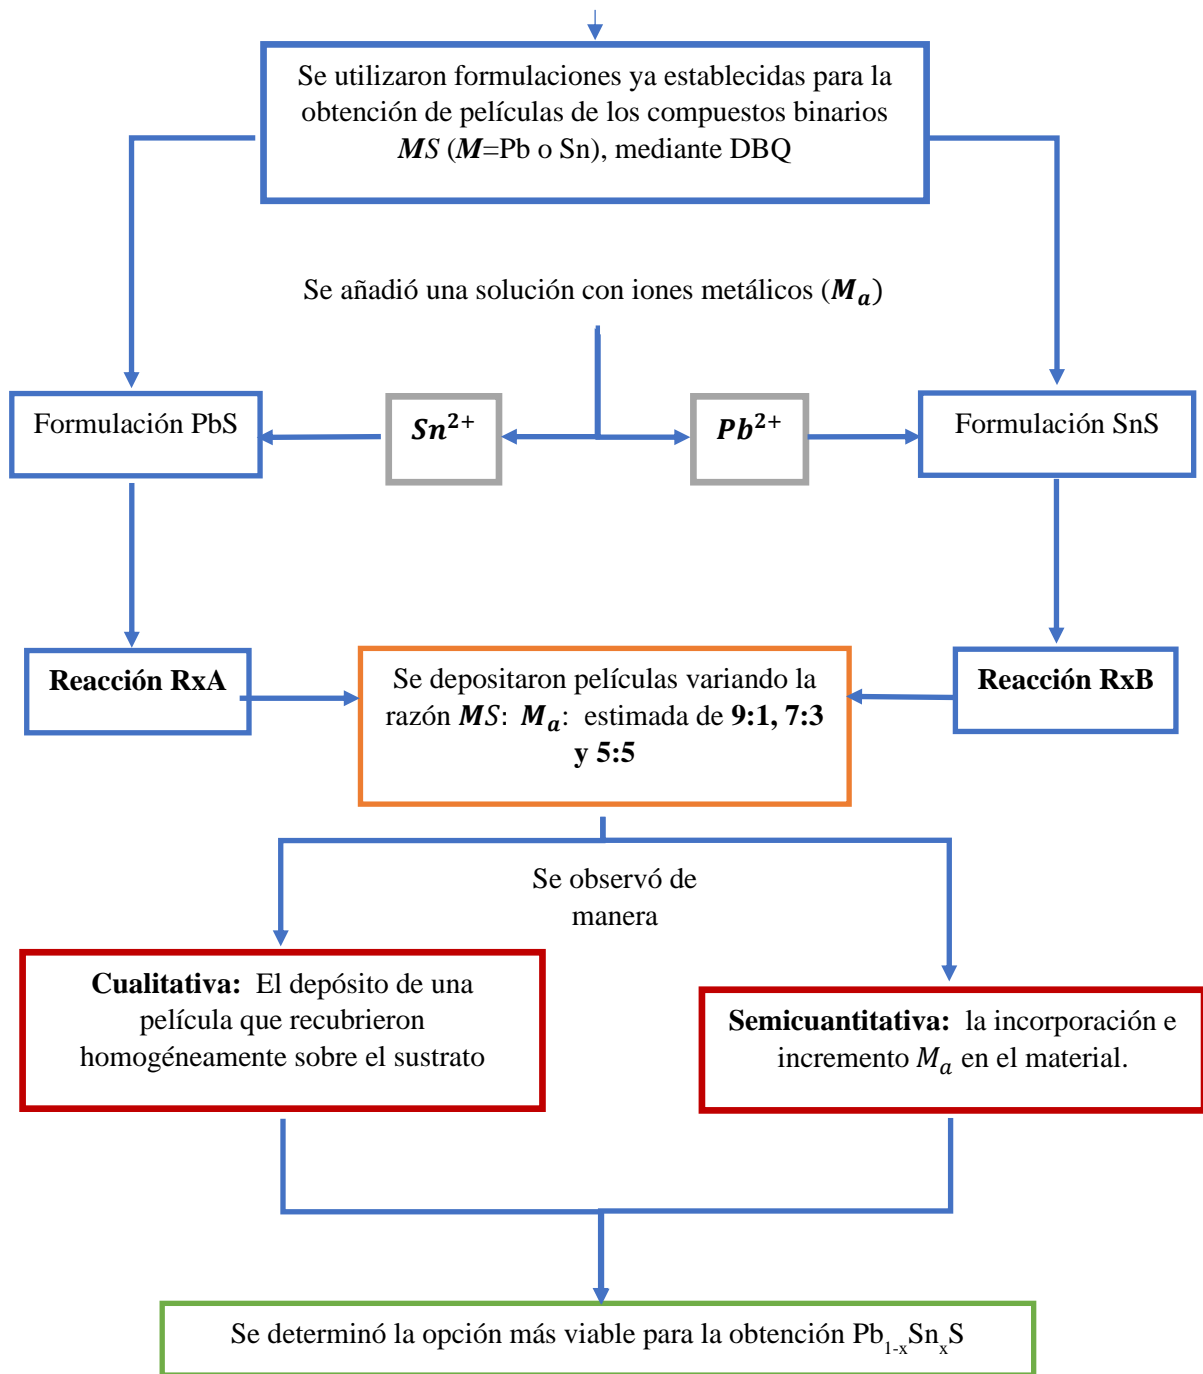 Se utilizaron formulaciones ya establecidas para la
obtención de películas de los compuestos binarios
MS (M=Pb o Sn), mediante DBQ
Se añadió una solución con iones metálicos (Mₐ)
Formulación PbS
Sn²⁺
Pb²⁺
Formulación SnS
Reacción RxA
Se depositaron películas variando la
razón MS: Mₐ: estimada de 9:1, 7:3
y 5:5
Reacción RxB
Se observó de
manera
Cualitativa: El depósito de una
película que recubrieron
homogéneamente sobre el sustrato
Semicuantitativa: la incorporación e
incremento Mₐ en el material.
Se determinó la opción más viable para la obtención Pb₁₋ₓSnₓS